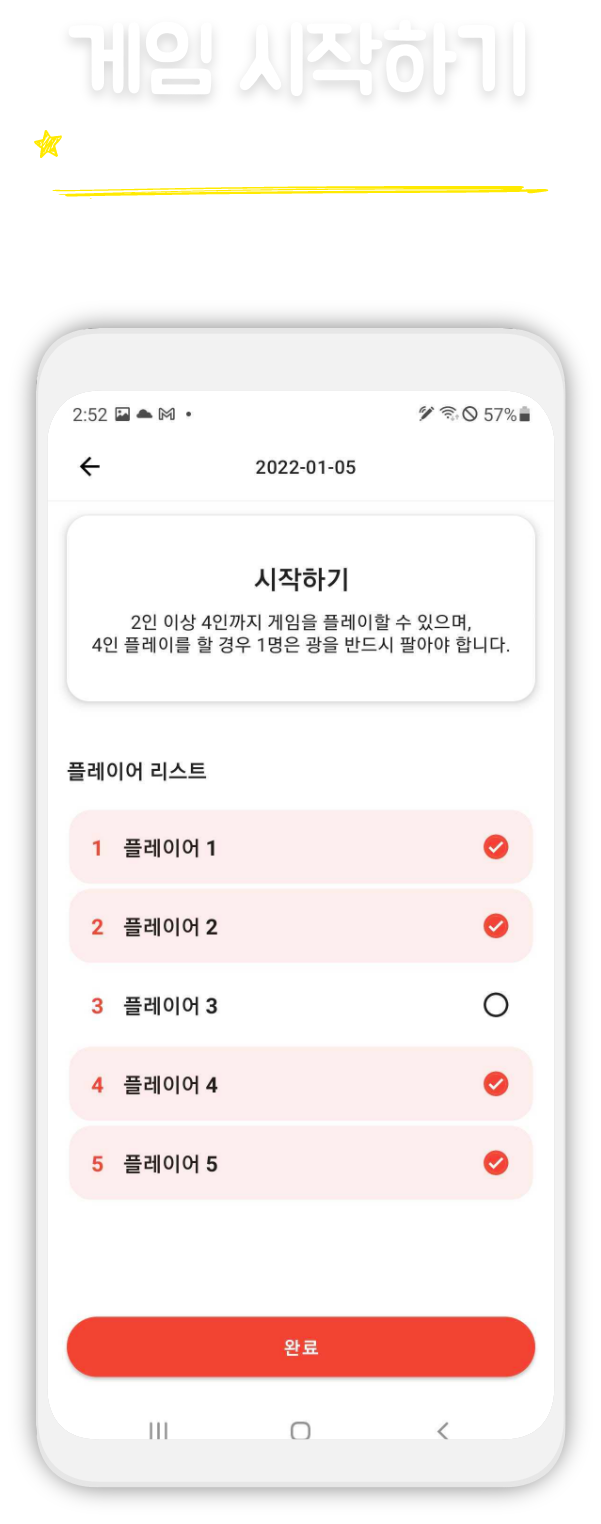 게임 시작하기
2:52
57%
2022-01-05
시작하기
2인 이상 4인까지 게임을 플레이할 수 있으며,
4인 플레이를 할 경우 1명은 광을 반드시 팔아야 합니다.
플레이어 리스트
1 플레이어 1
2 플레이어 2
3 플레이어 3
4 플레이어 4
5 플레이어 5
완료